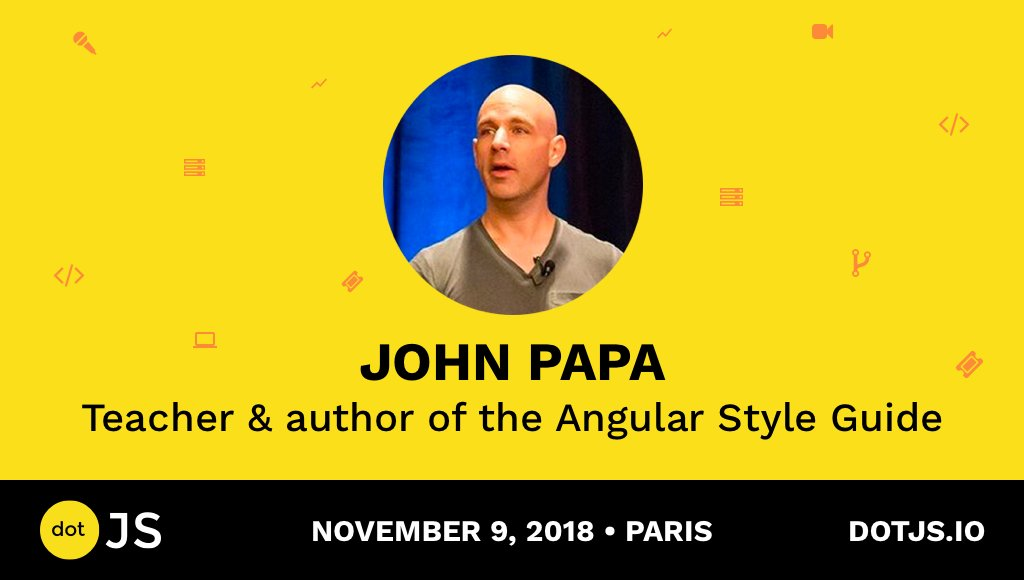 JOHN PAPA
Teacher & author of the Angular Style Guide
dot JS
NOVEMBER 9, 2018 • PARIS
DOTJS.IO